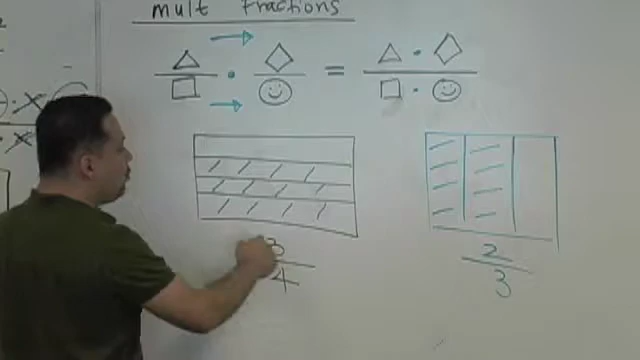 mult fractions
△/□ · ◇/☺ = △ · ◇/□ · ☺
3/4
2/3